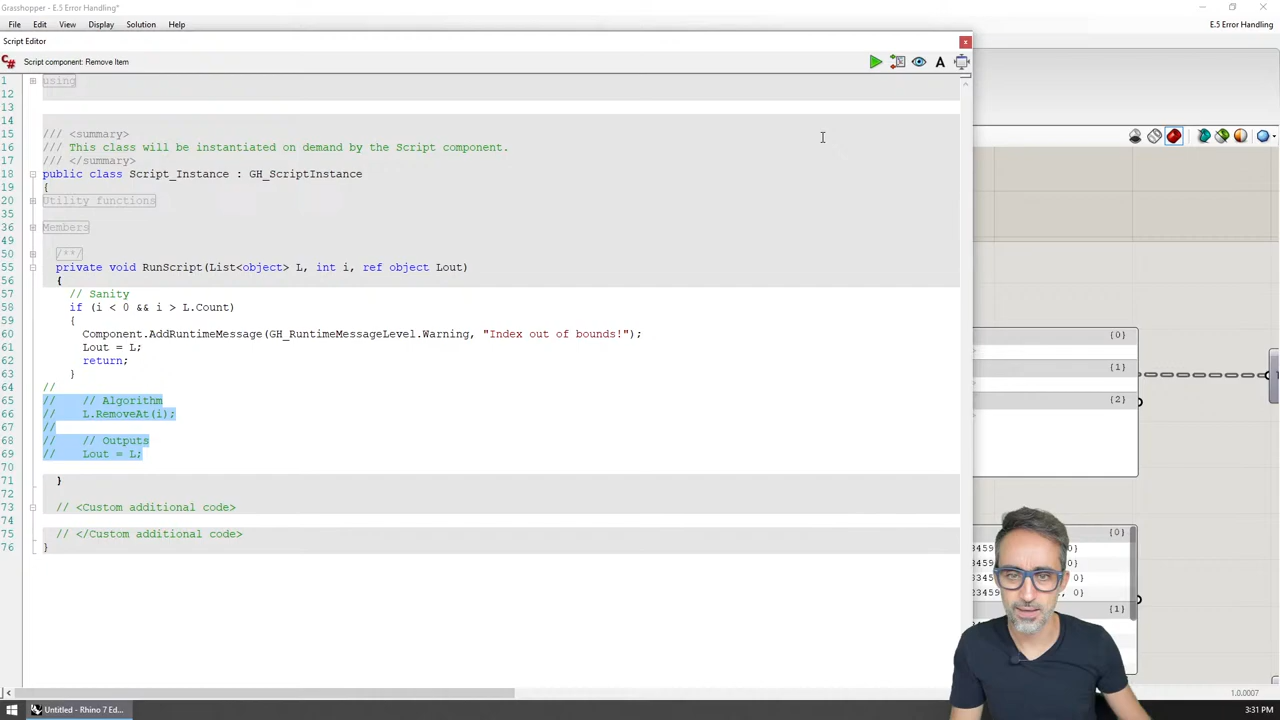 Grasshopper - E.5 Error Handling*
File Edit View Display Solution Help
E.5 Error Handling
Script Editor
x
C# Script component: Remove Item
A
1 using
12
13
14
15 /// <summary>
16 /// This class will be instantiated on demand by the Script component.
17 /// </summary>
18 public class Script_Instance : GH_ScriptInstance
19 {
20 Utility functions
35
36 Members
49
50 /**/
55 private void RunScript(List<object> L, int i, ref object Lout)
56 {
57 // Sanity
58 if (i < 0 && i > L.Count)
59 {
60 Component.AddRuntimeMessage(GH_RuntimeMessageLevel.Warning, "Index out of bounds!");
61 Lout = L;
62 return;
63 }
64 //
65 // // Algorithm
66 // L.RemoveAt(i);
67 //
68 // // Outputs
69 // Lout = L;
70
71 }
72
73 // <Custom additional code>
74
75 // </Custom additional code>
76 }
{0}
{1}
{2}
{0}
, 0}
{1}
1.0.0007
Untitled - Rhino 7 Edu...
3:31 PM